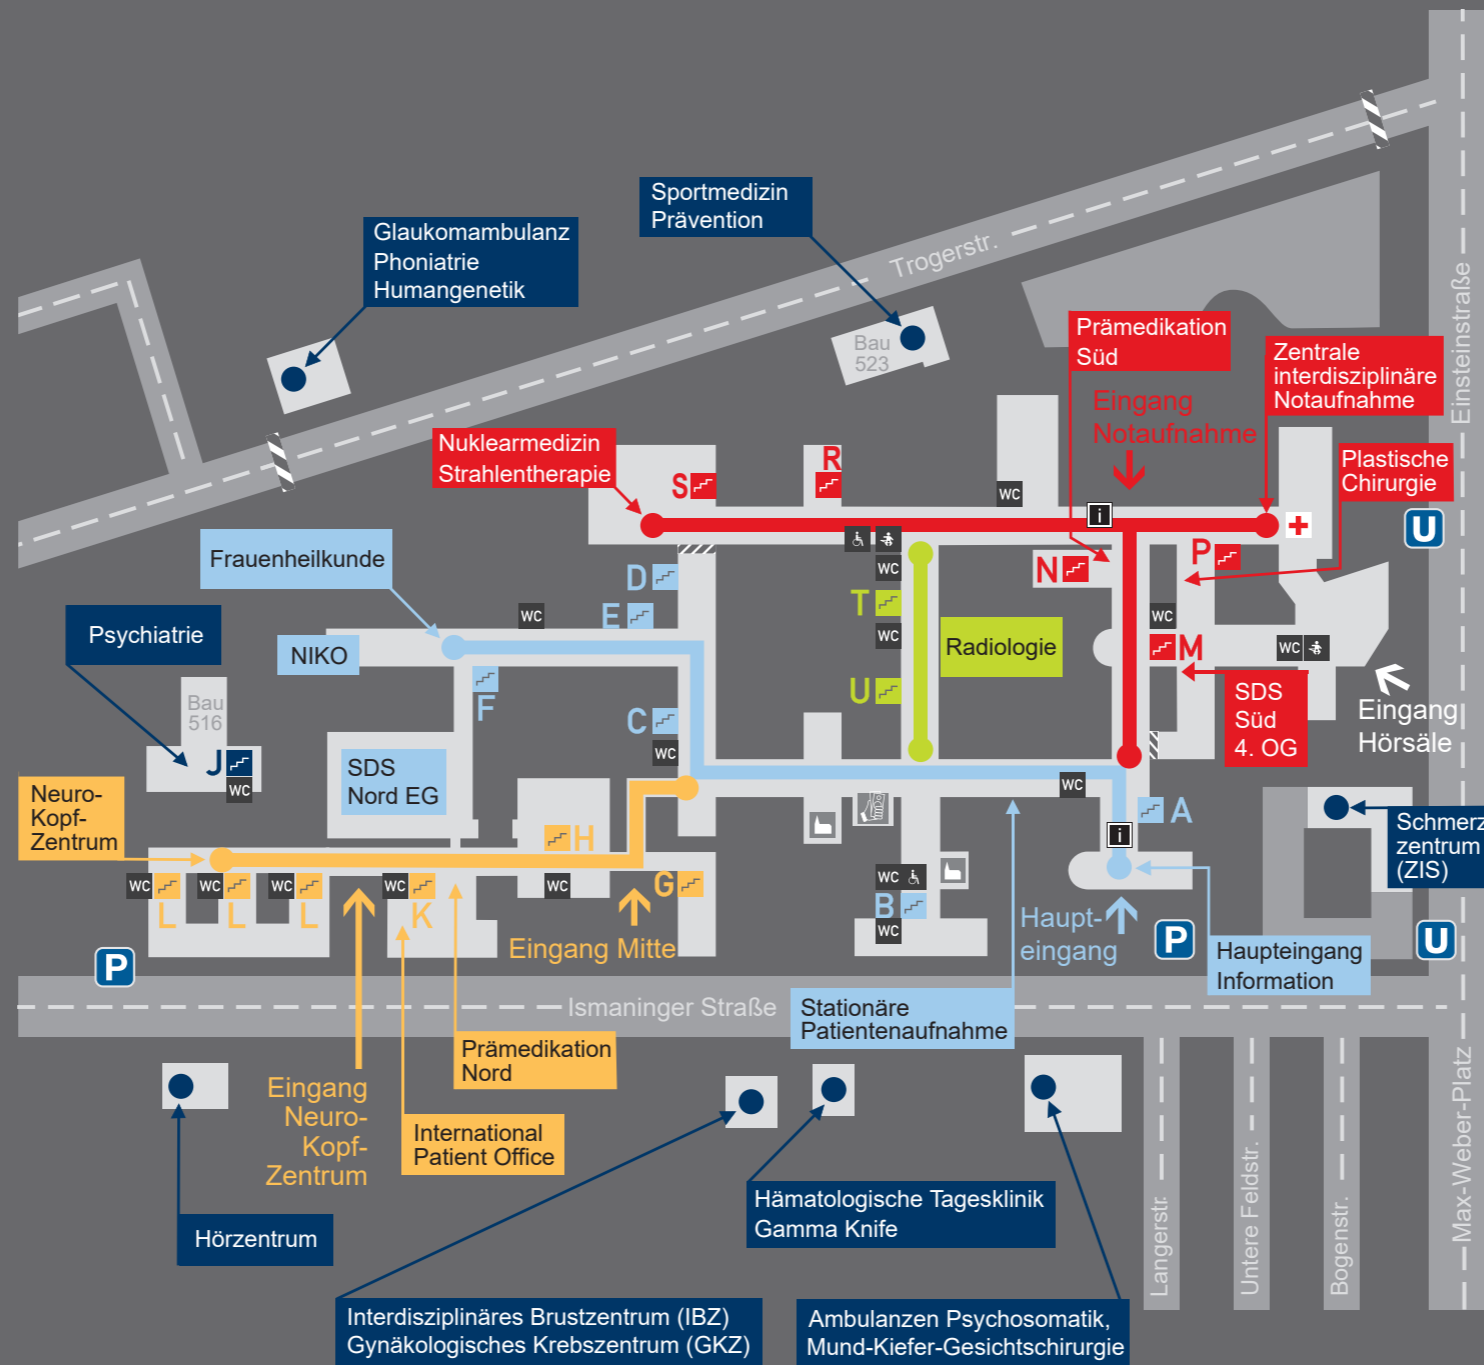 Sportmedizin
Prävention
Glaukomambulanz
Phoniatrie
Humangenetik
Trogerstr.
Einsteinstraße
Bau
523
Prämedikation
Süd
Zentrale
interdisziplinäre
Notaufnahme
Eingang
Notaufnahme
Nuklearmedizin
Strahlentherapie
Plastische
Chirurgie
S
R
WC
i
U
Frauenheilkunde
D
WC
N
P
E
WC
T
WC
WC
Psychiatrie
NIKO
Radiologie
M
WC
F
U
Bau
516
C
WC
SDS
Süd
4. OG
Eingang
Hörsäle
J
WC
SDS
Nord EG
Neuro-
Kopf-
Zentrum
WC
A
Schmerz
zentrum
(ZIS)
H
i
WC
L
WC
L
WC
L
WC
K
WC
G
WC
B
WC
Haupt-
eingang
Eingang Mitte
P
P
U
Haupteingang
Information
Ismaninger Straße
Stationäre
Patientenaufnahme
Prämedikation
Nord
Eingang
Neuro-
Kopf-
Zentrum
International
Patient Office
Hörzentrum
Hämatologische Tagesklinik
Gamma Knife
Langerstr.
Untere Feldstr.
Bogenstr.
Max-Weber-Platz
Interdisziplinäres Brustzentrum (IBZ)
Gynäkologisches Krebszentrum (GKZ)
Ambulanzen Psychosomatik,
Mund-Kiefer-Gesichtschirurgie